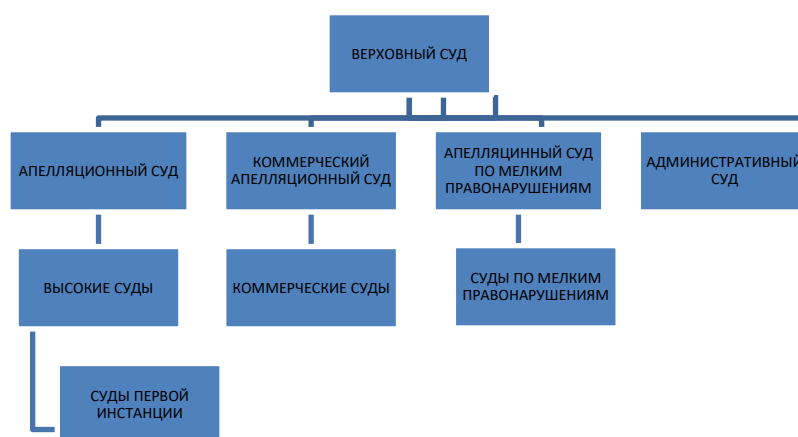 ВЕРХОВНЫЙ СУД
АПЕЛЛЯЦИОННЫЙ СУД
КОММЕРЧЕСКИЙ
АПЕЛЛЯЦИОННЫЙ СУД
АПЕЛЛЯЦИННЫЙ СУД
ПО МЕЛКИМ
ПРАВОНАРУШЕНИЯМ
АДМИНИСТРАТИВНЫЙ
СУД
ВЫСОКИЕ СУДЫ
КОММЕРЧЕСКИЕ СУДЫ
СУДЫ ПО МЕЛКИМ
ПРАВОНАРУШЕНИЯМ
СУДЫ ПЕРВОЙ
ИНСТАНЦИИ